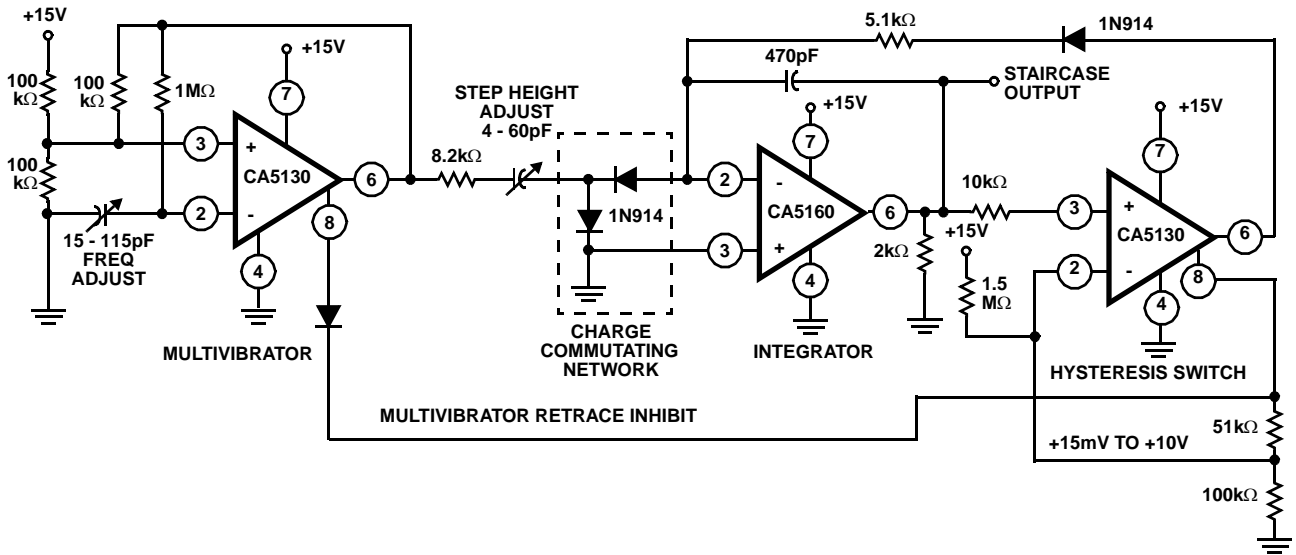 +15V
100
kΩ
100
kΩ
1MΩ
+15V
7
3
+
CA5130
6
100
kΩ
2
-
8
15 - 115pF
FREQ
ADJUST
4
MULTIVIBRATOR
STEP HEIGHT
ADJUST
4 - 60pF
8.2kΩ
1N914
CHARGE
COMMUTATING
NETWORK
5.1kΩ
1N914
470pF
STAIRCASE
OUTPUT
+15V
7
2
-
CA5160
6
3
+
4
INTEGRATOR
2kΩ
10kΩ
+15V
1.5
MΩ
+15V
7
3
+
CA5130
6
2
-
8
4
HYSTERESIS SWITCH
MULTIVIBRATOR RETRACE INHIBIT
51kΩ
+15mV TO +10V
100kΩ